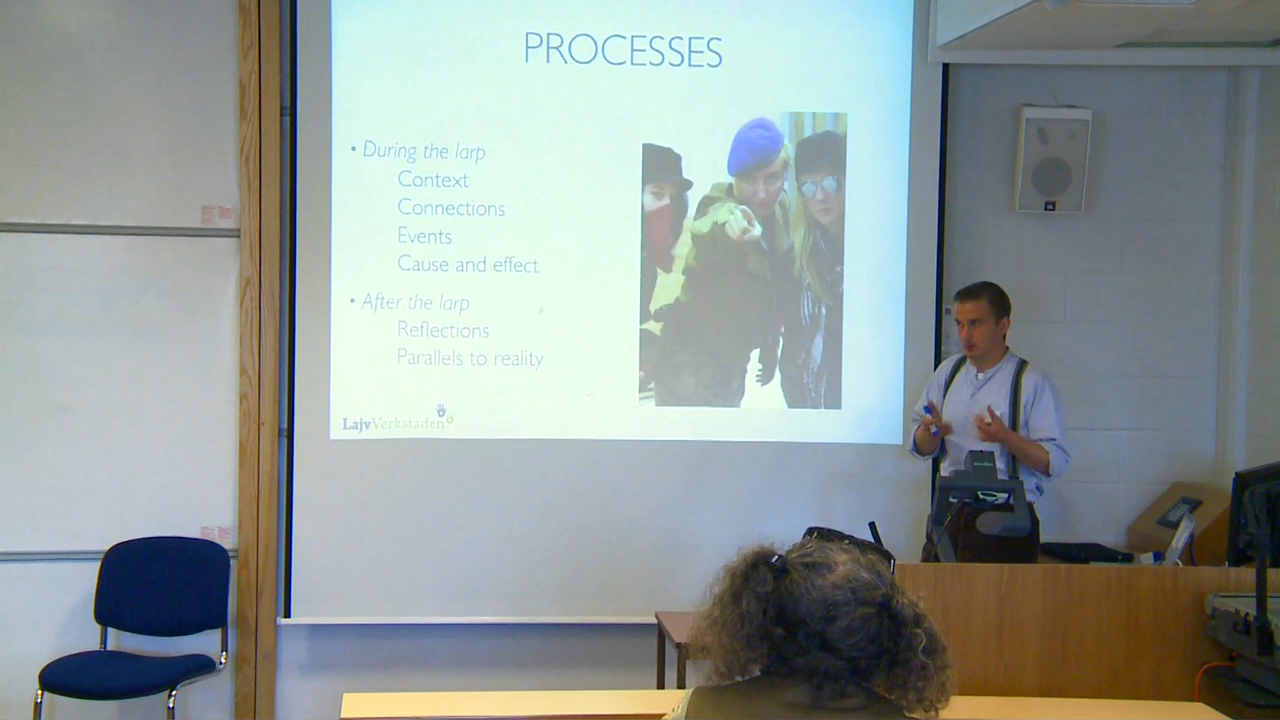 PROCESSES
• During the larp
Context
Connections
Events
Cause and effect
• After the larp
Reflections
Parallels to reality
LajvVerkstaden